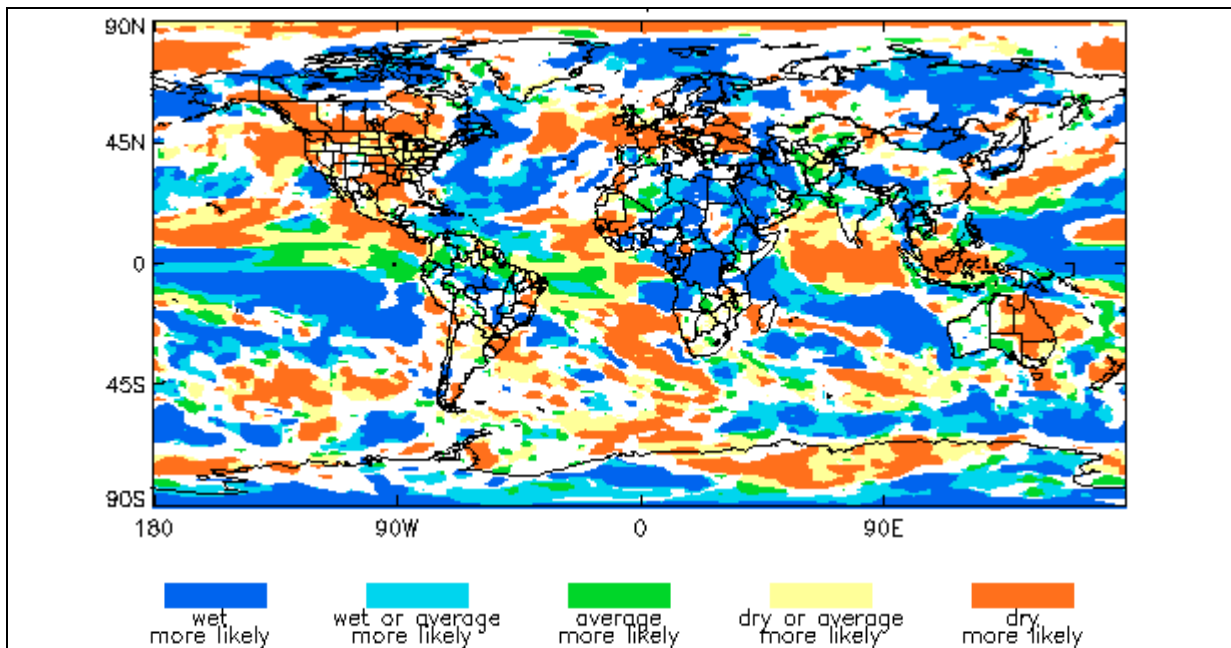 90N
45N
0
45S
90S
180 90W 0 90E
wet
more likely
wet or average
more likely
average
more likely
dry or average
more likely
dry
more likely